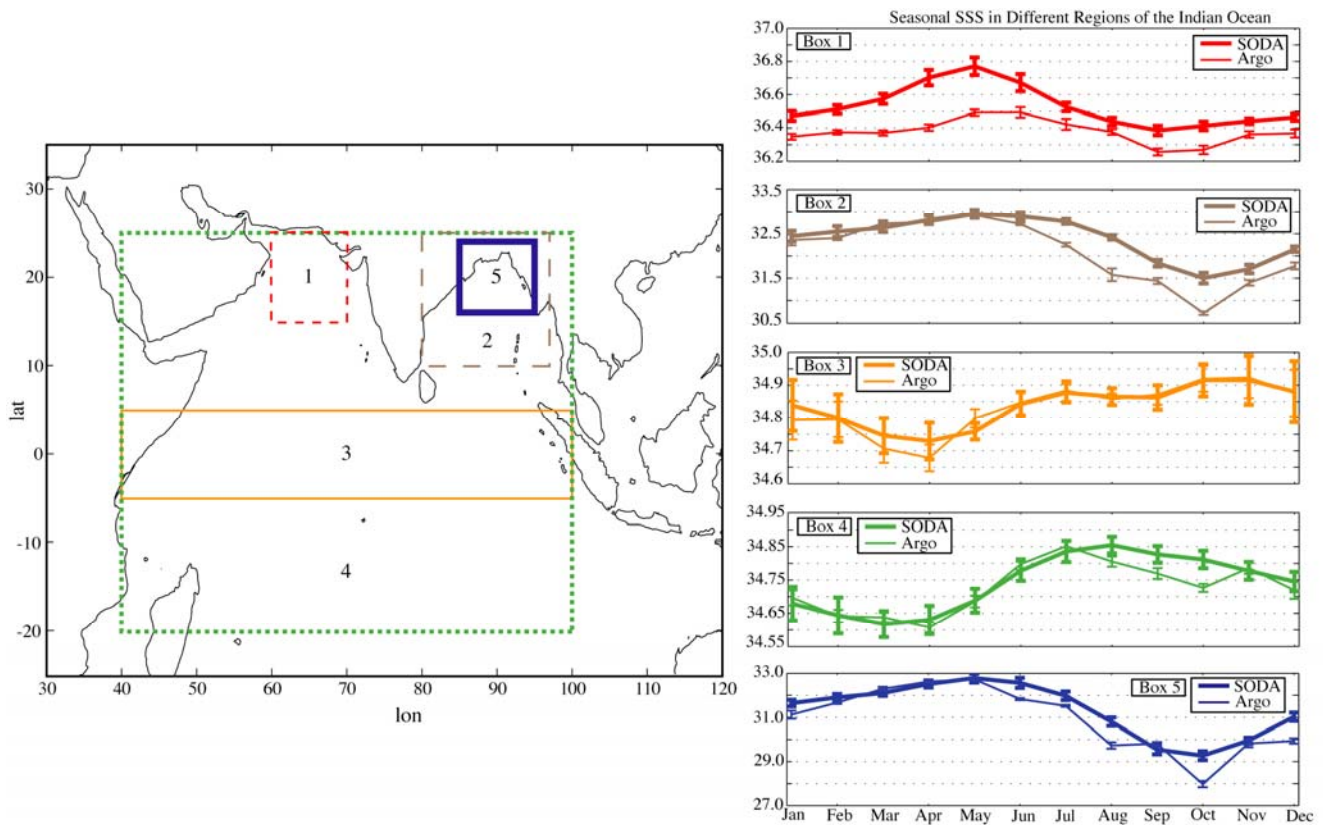 35
30
1
5
20
2
10
lat
3
0
4
-10
-20
30 40 50 60 70 80 90 100 110 120
lon
Seasonal SSS in Different Regions of the Indian Ocean
37.0
Box 1
SODA
Argo
36.8
36.6
36.4
36.2
33.5
Box 2
SODA
Argo
32.5
31.5
30.5
35.0
Box 3
SODA
Argo
34.9
34.8
34.7
34.6
34.95
Box 4
SODA
Argo
34.85
34.75
34.65
34.55
33.0
Box 5
SODA
Argo
31.0
29.0
27.0
Jan Feb Mar Apr May Jun Jul Aug Sep Oct Nov Dec